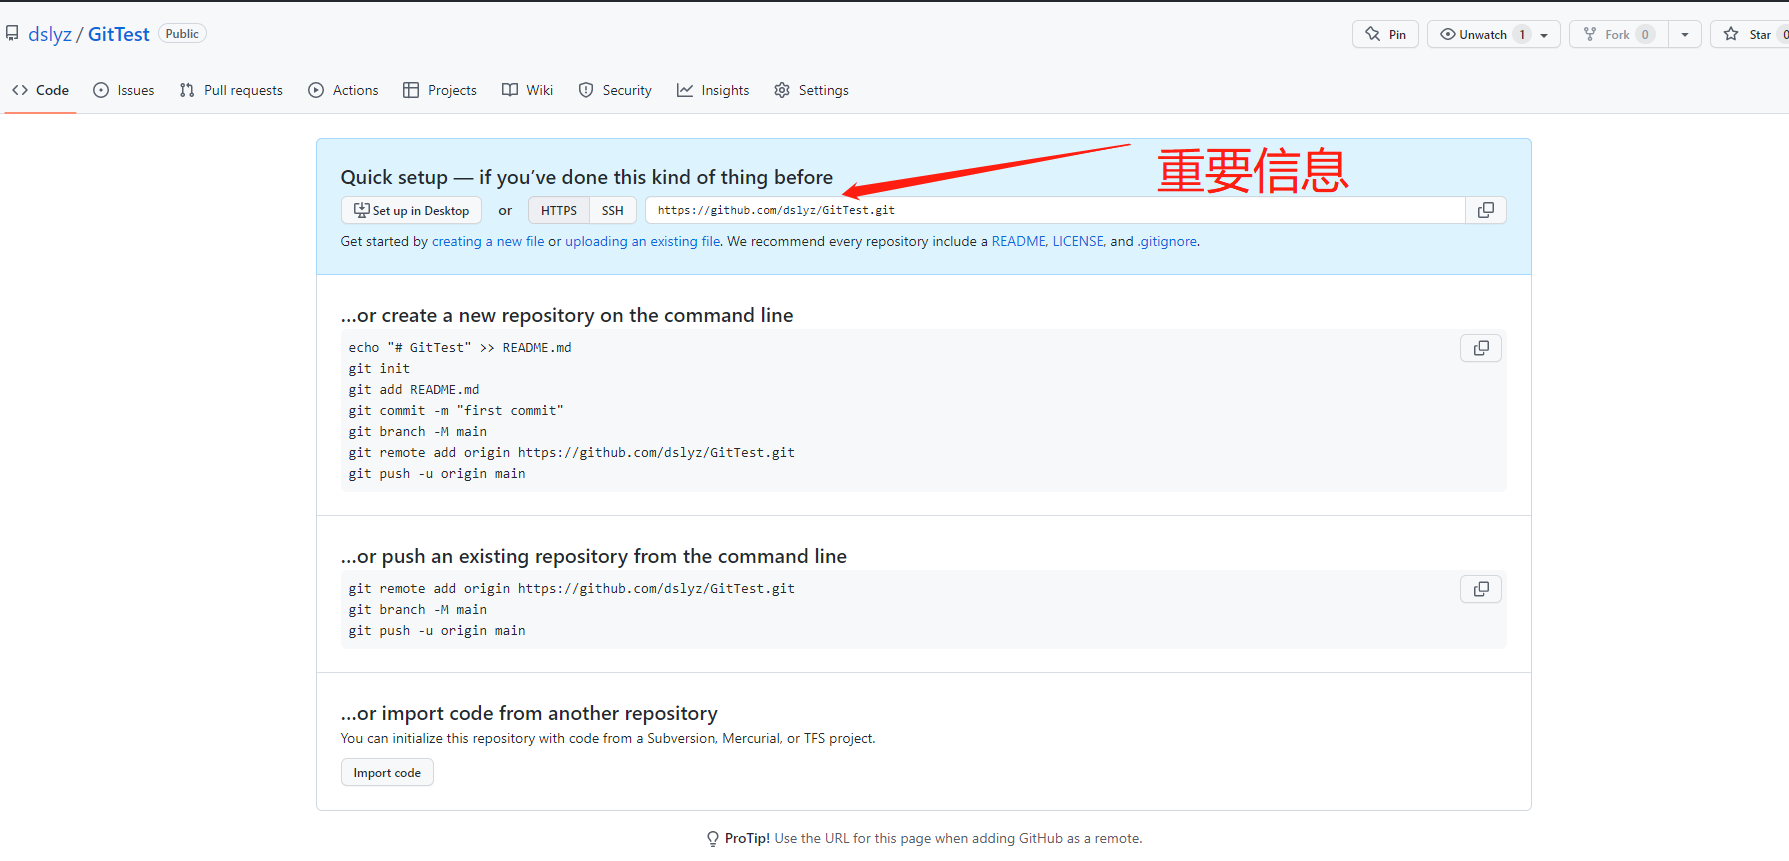 dslyz / GitTest Public
Pin Unwatch 1 Fork 0 Star 0
Code Issues Pull requests Actions Projects Wiki Security Insights Settings
重要信息
Quick setup — if you’ve done this kind of thing before
Set up in Desktop or HTTPS SSH https://github.com/dslyz/GitTest.git
Get started by creating a new file or uploading an existing file. We recommend every repository include a README, LICENSE, and .gitignore.
…or create a new repository on the command line
echo "# GitTest" >> README.md
git init
git add README.md
git commit -m "first commit"
git branch -M main
git remote add origin https://github.com/dslyz/GitTest.git
git push -u origin main
…or push an existing repository from the command line
git remote add origin https://github.com/dslyz/GitTest.git
git branch -M main
git push -u origin main
…or import code from another repository
You can initialize this repository with code from a Subversion, Mercurial, or TFS project.
Import code
ProTip! Use the URL for this page when adding GitHub as a remote.